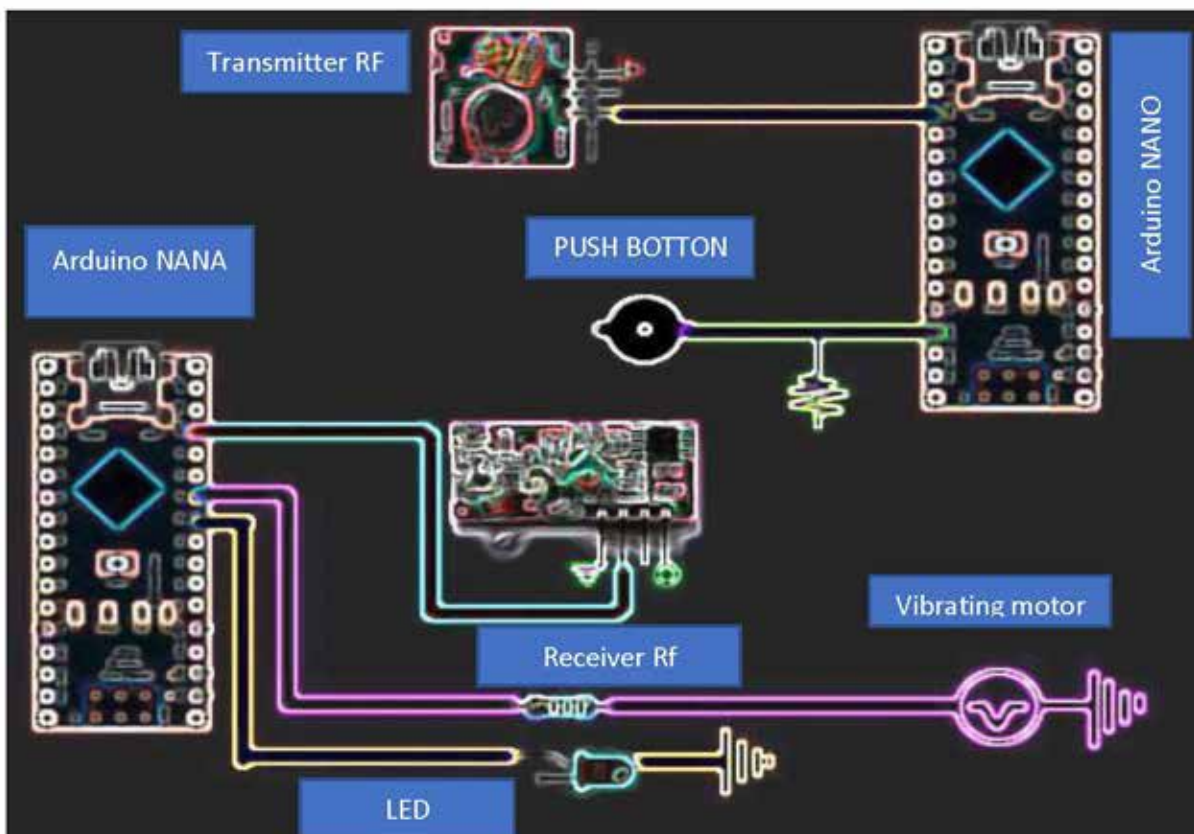 Transmitter RF
Arduino NANO
Arduino NANA
PUSH BOTTON
Vibrating motor
Receiver Rf
LED